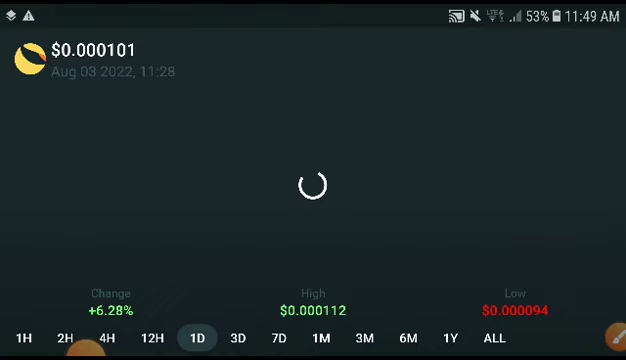 53% 11:49 AM
$0.000101
Aug 03 2022, 11:28
Change High Low
+6.28% $0.000112 $0.000094
1H 2H 4H 12H 1D 3D 7D 1M 3M 6M 1Y ALL